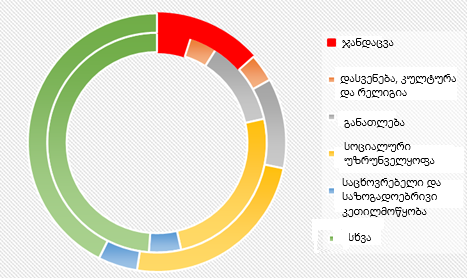 ჯანდაცვა
დასვენება, კულტურა
და რელიგია
განათლება
სოციალური
უზრუნველყოფა
საცხოვრებელი და
საზოგადოებრივი
კეთილმოწყობა
სხვა